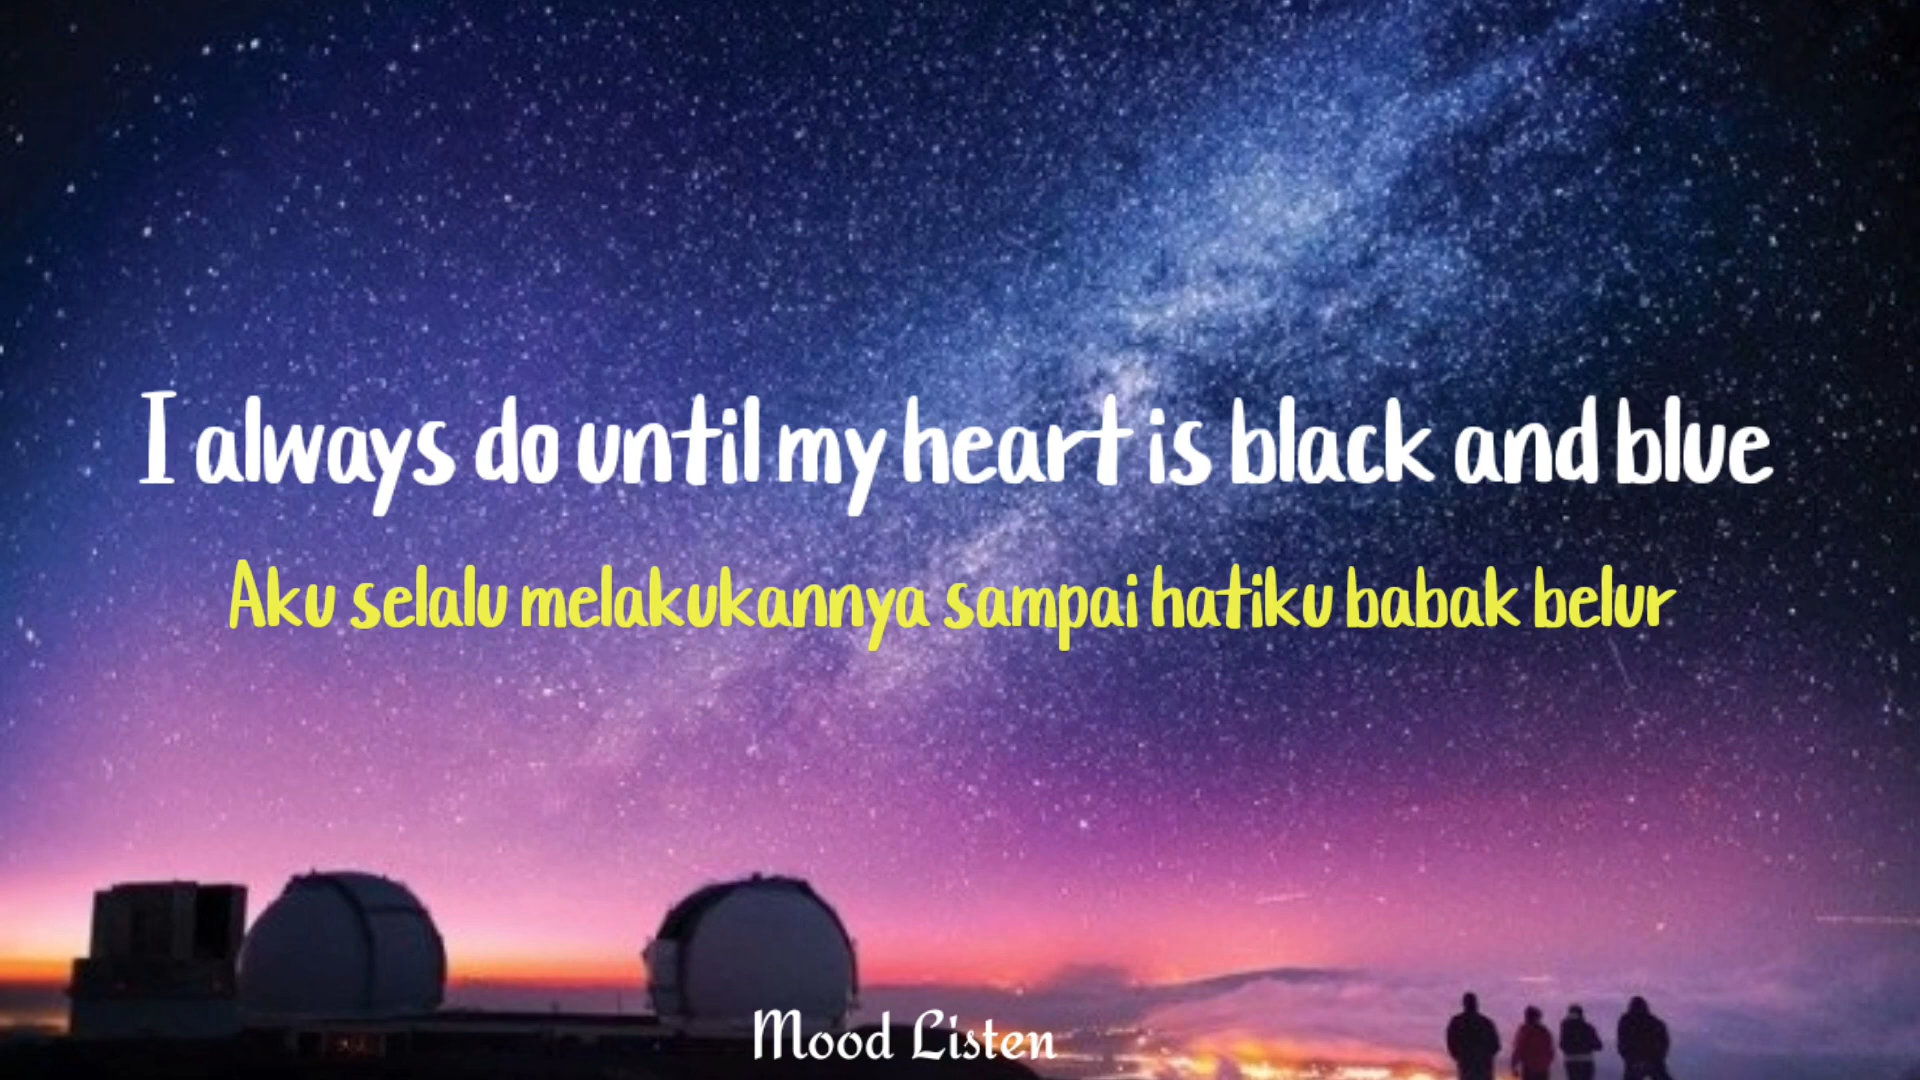 I always do until my heart is black and blue
Aku selalu melakukannya sampai hatiku babak belur
Mood Listen